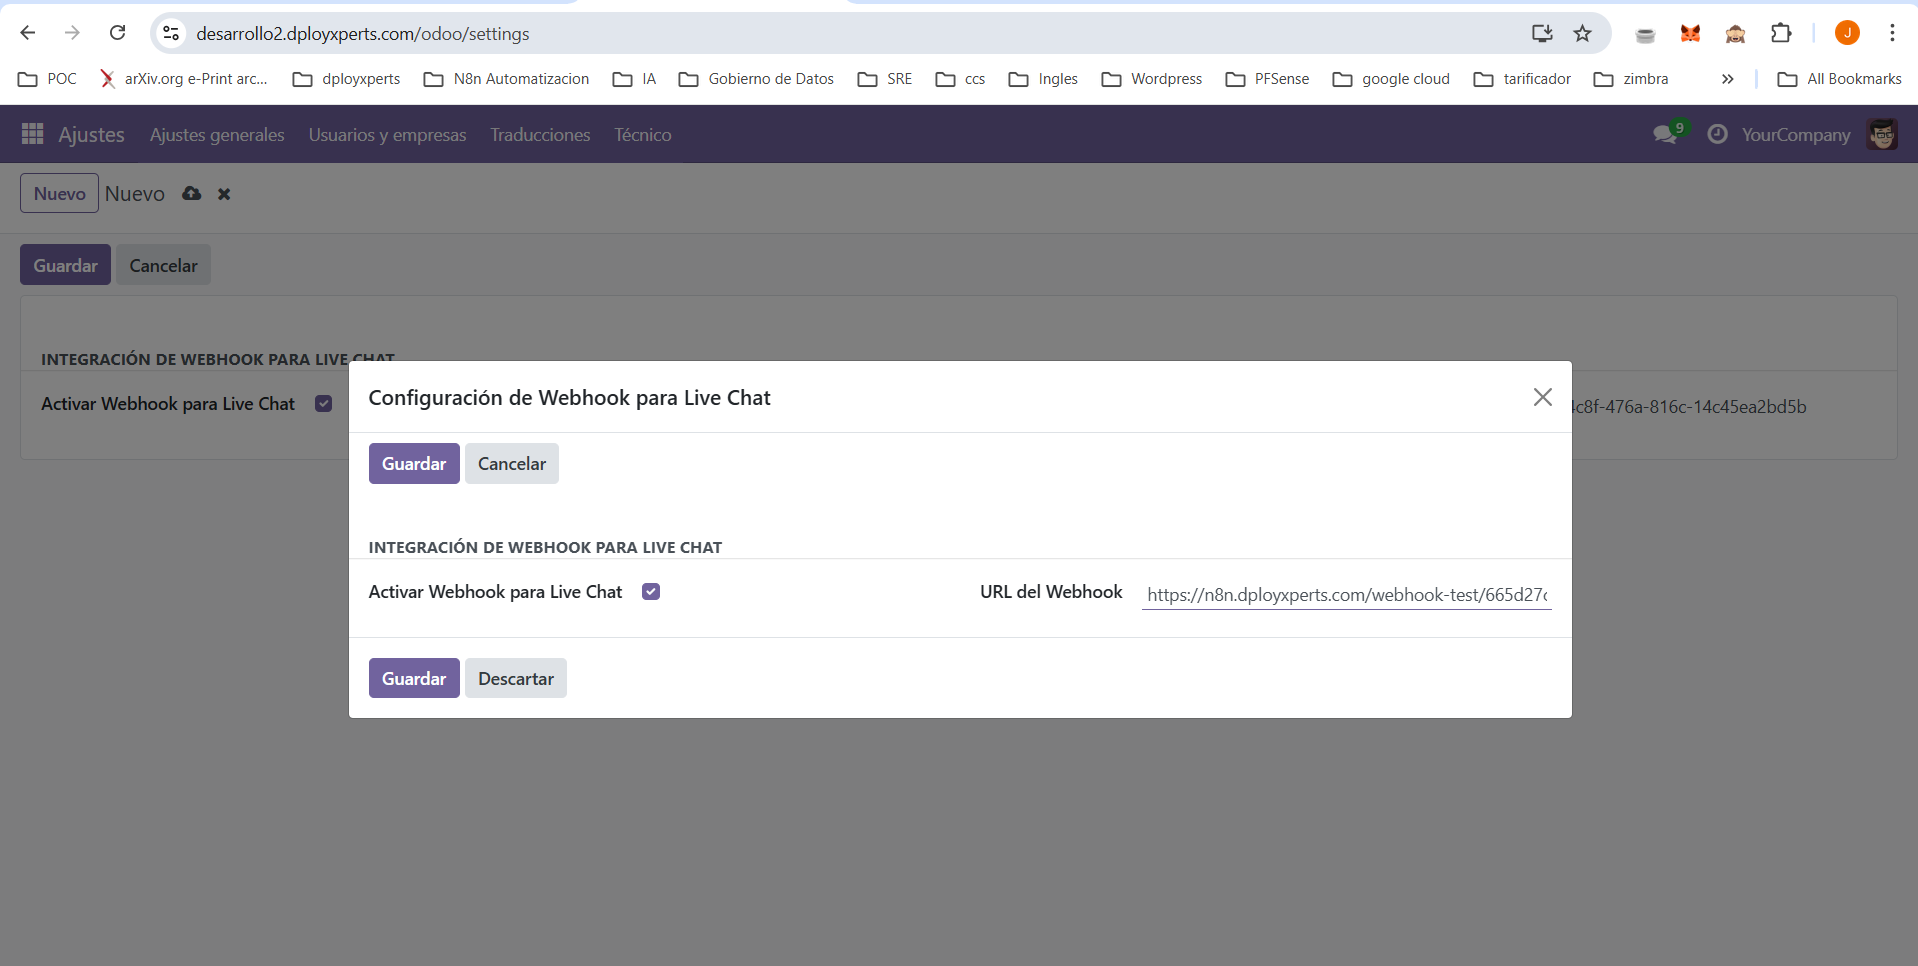 desarrollo2.dployxperts.com/odoo/settings
J
POC
arXiv.org e-Print arc...
dployxperts
N8n Automatizacion
IA
Gobierno de Datos
SRE
ccs
Ingles
Wordpress
PFSense
google cloud
tarificador
zimbra
»
All Bookmarks
Ajustes
Ajustes generales
Usuarios y empresas
Traducciones
Técnico
9
YourCompany
Nuevo
Nuevo
Guardar
Cancelar
INTEGRACIÓN DE WEBHOOK PARA LIVE CHAT
Activar Webhook para Live Chat
4c8f-476a-816c-14c45ea2bd5b
Configuración de Webhook para Live Chat
Guardar
Cancelar
INTEGRACIÓN DE WEBHOOK PARA LIVE CHAT
Activar Webhook para Live Chat
URL del Webhook
https://n8n.dployxperts.com/webhook-test/665d27c
Guardar
Descartar